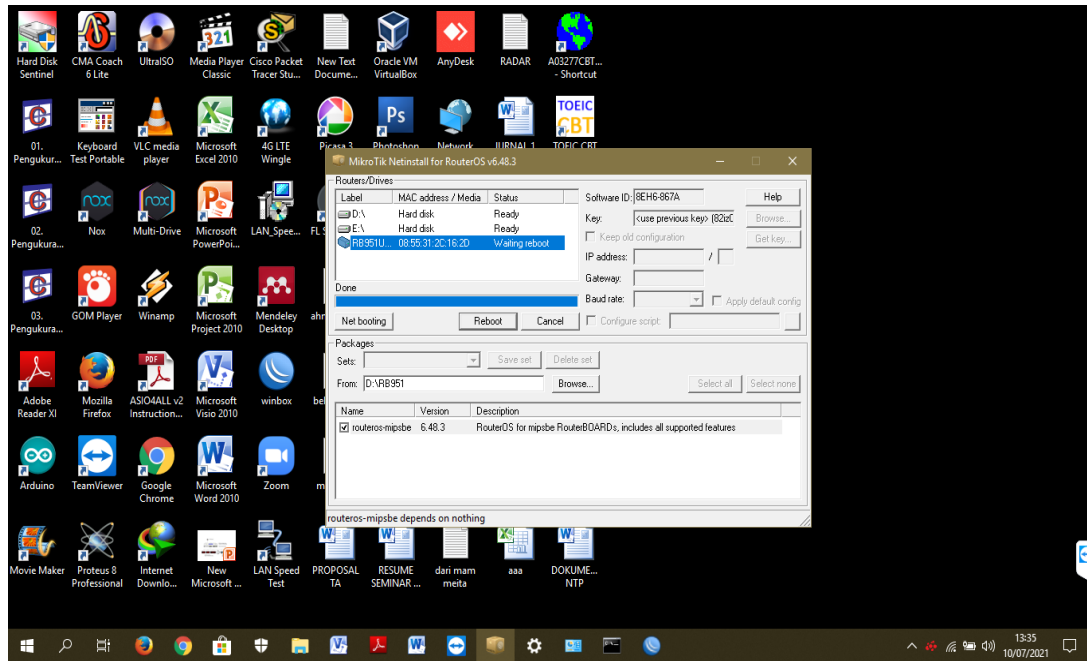 Hard Disk Sentinel
CMA Coach 6 Lite
UltraISO
Media Player Classic
Cisco Packet Tracer Stu...
New Text Docume...
Oracle VM VirtualBox
AnyDesk
RADAR
A03277CBT... - Shortcut
01. Pengukur...
Keyboard Test Portable
VLC media player
Microsoft Excel 2010
4G LTE Wingle
Picasa 3
Photoshop
Network
JURNAL 1
TOEIC CBT
02. Pengukura...
Nox
Multi-Drive
Microsoft PowerPoi...
LAN_Spee...
FL S
03. Pengukura...
GOM Player
Winamp
Microsoft Project 2010
Mendeley Desktop
Adobe Reader XI
Mozilla Firefox
ASIO4ALL v2 Instruction...
Microsoft Visio 2010
winbox
Arduino
TeamViewer
Google Chrome
Microsoft Word 2010
Zoom
Movie Maker
Proteus 8 Professional
Internet Downlo...
New Microsoft ...
LAN Speed Test
PROPOSAL TA
RESUME SEMINAR ...
dari mam meita
aaa
DOKUME... NTP
MikroTik Netinstall for RouterOS v6.48.3
Routers/Drives
Label MAC address / Media Status
D:\ Hard disk Ready
E:\ Hard disk Ready
RB951U... 08:55:31:2C:16:2D Waiting reboot
Done
Net booting Reboot Cancel
Software ID: 8EH6-867A Help
Key: <use previous key> (82izC Browse...
Keep old configuration Get key...
IP address: /
Gateway:
Baud rate: Apply default config
Configure script:
Packages
Sets: Save set Delete set
From: D:\RB951 Browse... Select all Select none
Name Version Description
routeros-mipsbe 6.48.3 RouterOS for mipsbe RouterBOARDs, includes all supported features
routeros-mipsbe depends on nothing
13:35
10/07/2021